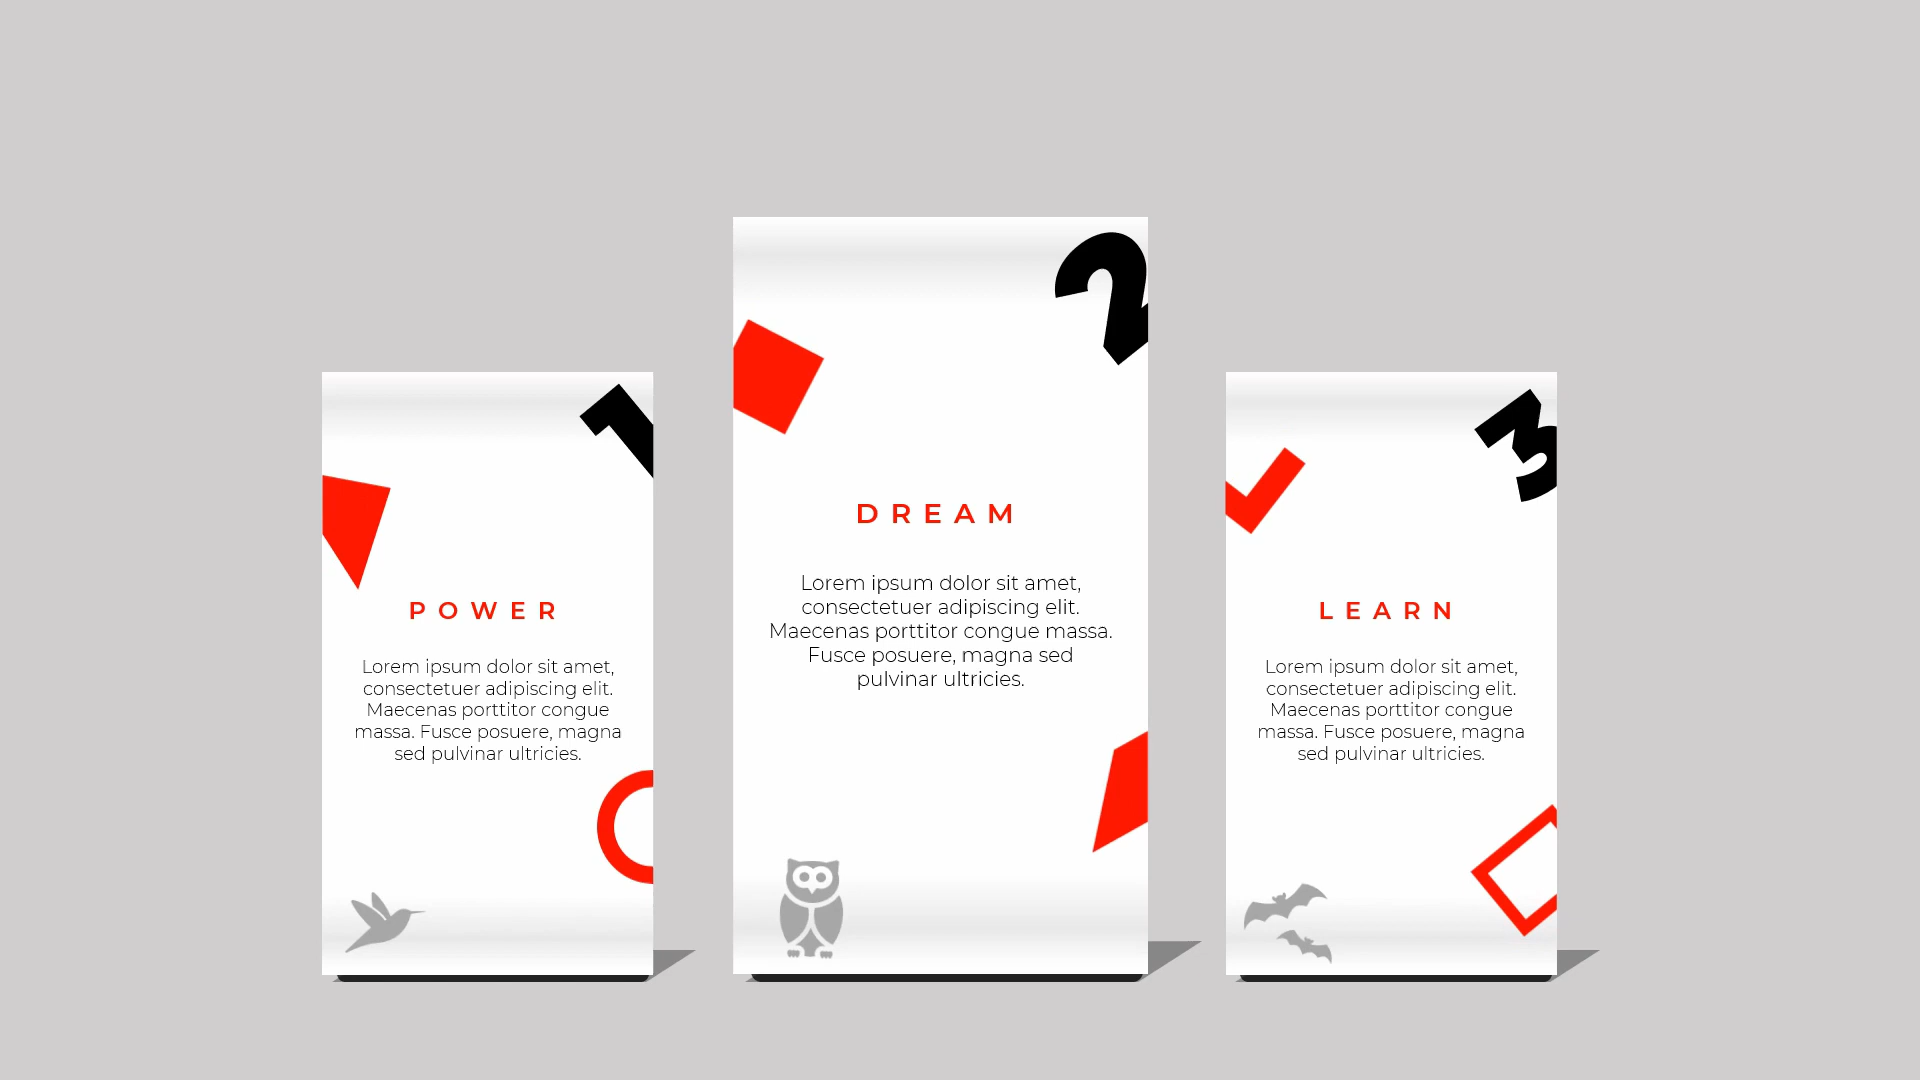 1
POWER
Lorem ipsum dolor sit amet,
consectetuer adipiscing elit.
Maecenas porttitor congue
massa. Fusce posuere, magna
sed pulvinar ultricies.
2
DREAM
Lorem ipsum dolor sit amet,
consectetuer adipiscing elit.
Maecenas porttitor congue massa.
Fusce posuere, magna sed
pulvinar ultricies.
3
LEARN
Lorem ipsum dolor sit amet,
consectetuer adipiscing elit.
Maecenas porttitor congue
massa. Fusce posuere, magna
sed pulvinar ultricies.